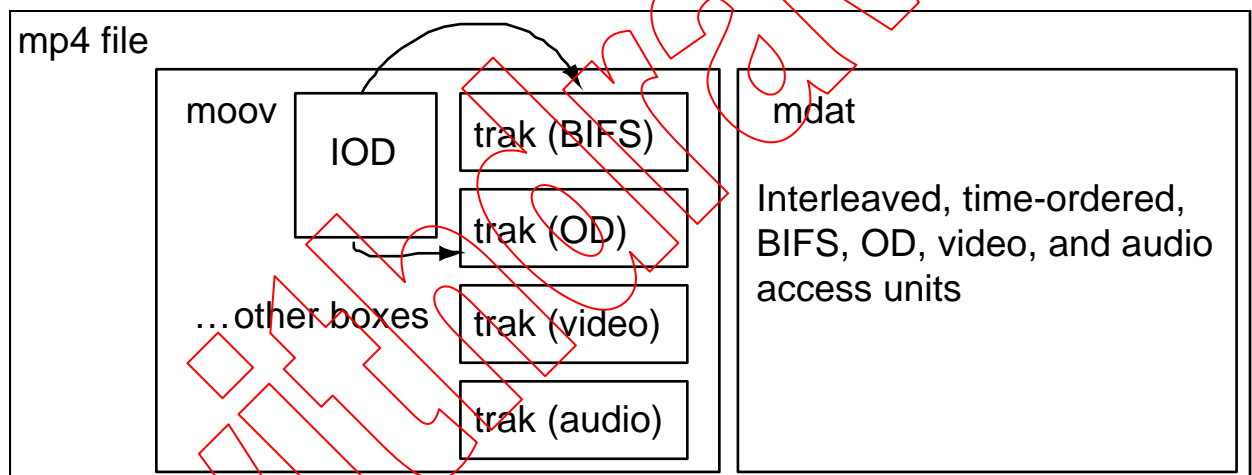 mp4 file
moov
IOD
trak (BIFS)
trak (OD)
…other boxes
trak (video)
trak (audio)
mdat
Interleaved, time-ordered,
BIFS, OD, video, and audio
access units